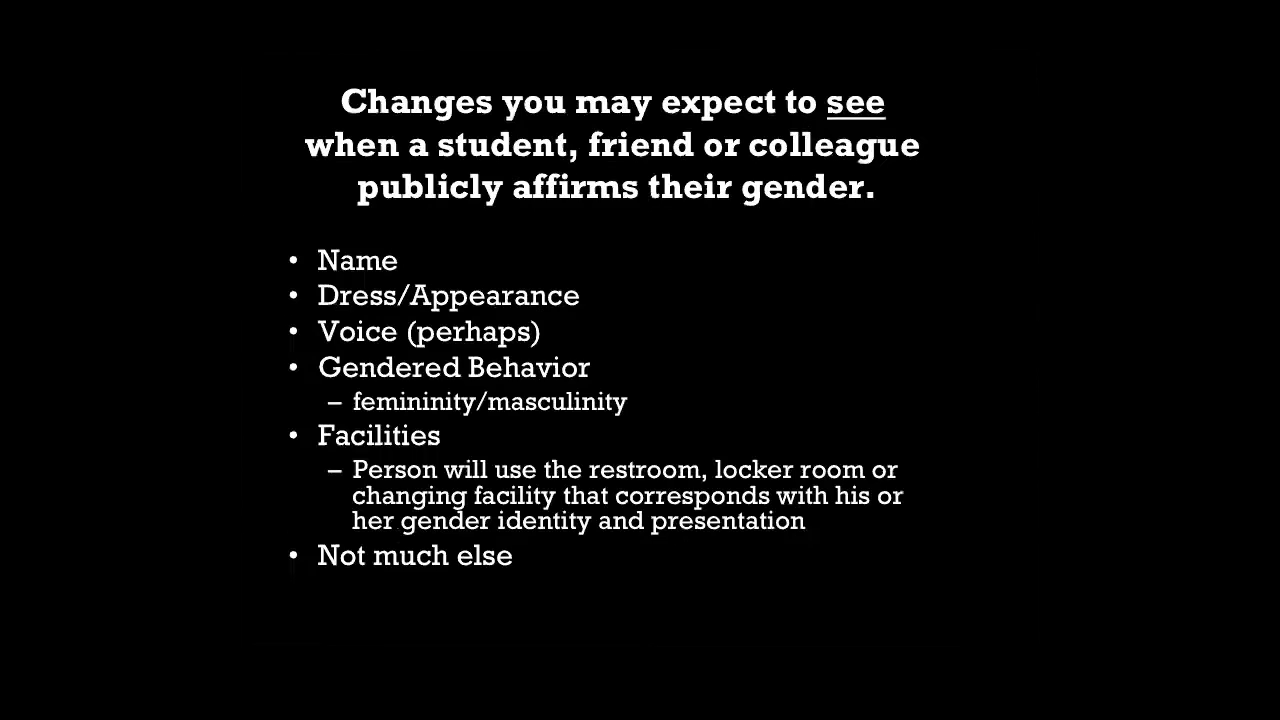 Changes you may expect to see
when a student, friend or colleague
publicly affirms their gender.
• Name
• Dress/Appearance
• Voice (perhaps)
• Gendered Behavior
– femininity/masculinity
• Facilities
– Person will use the restroom, locker room or
changing facility that corresponds with his or
her gender identity and presentation
• Not much else